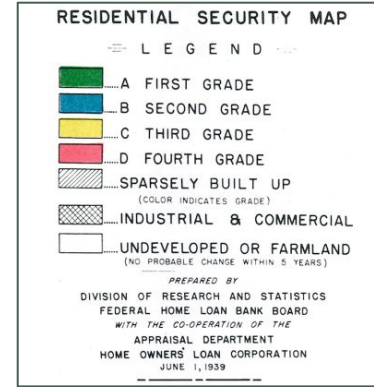 RESIDENTIAL SECURITY MAP
LEGEND
A FIRST GRADE
B SECOND GRADE
C THIRD GRADE
D FOURTH GRADE
SPARSELY BUILT UP
(COLOR INDICATES GRADE)
INDUSTRIAL & COMMERCIAL
UNDEVELOPED OR FARMLAND
(NO PROBABLE CHANGE WITHIN 5 YEARS)
PREPARED BY
DIVISION OF RESEARCH AND STATISTICS
FEDERAL HOME LOAN BANK BOARD
WITH THE CO-OPERATION OF THE
APPRAISAL DEPARTMENT
HOME OWNERS' LOAN CORPORATION
JUNE 1, 1939